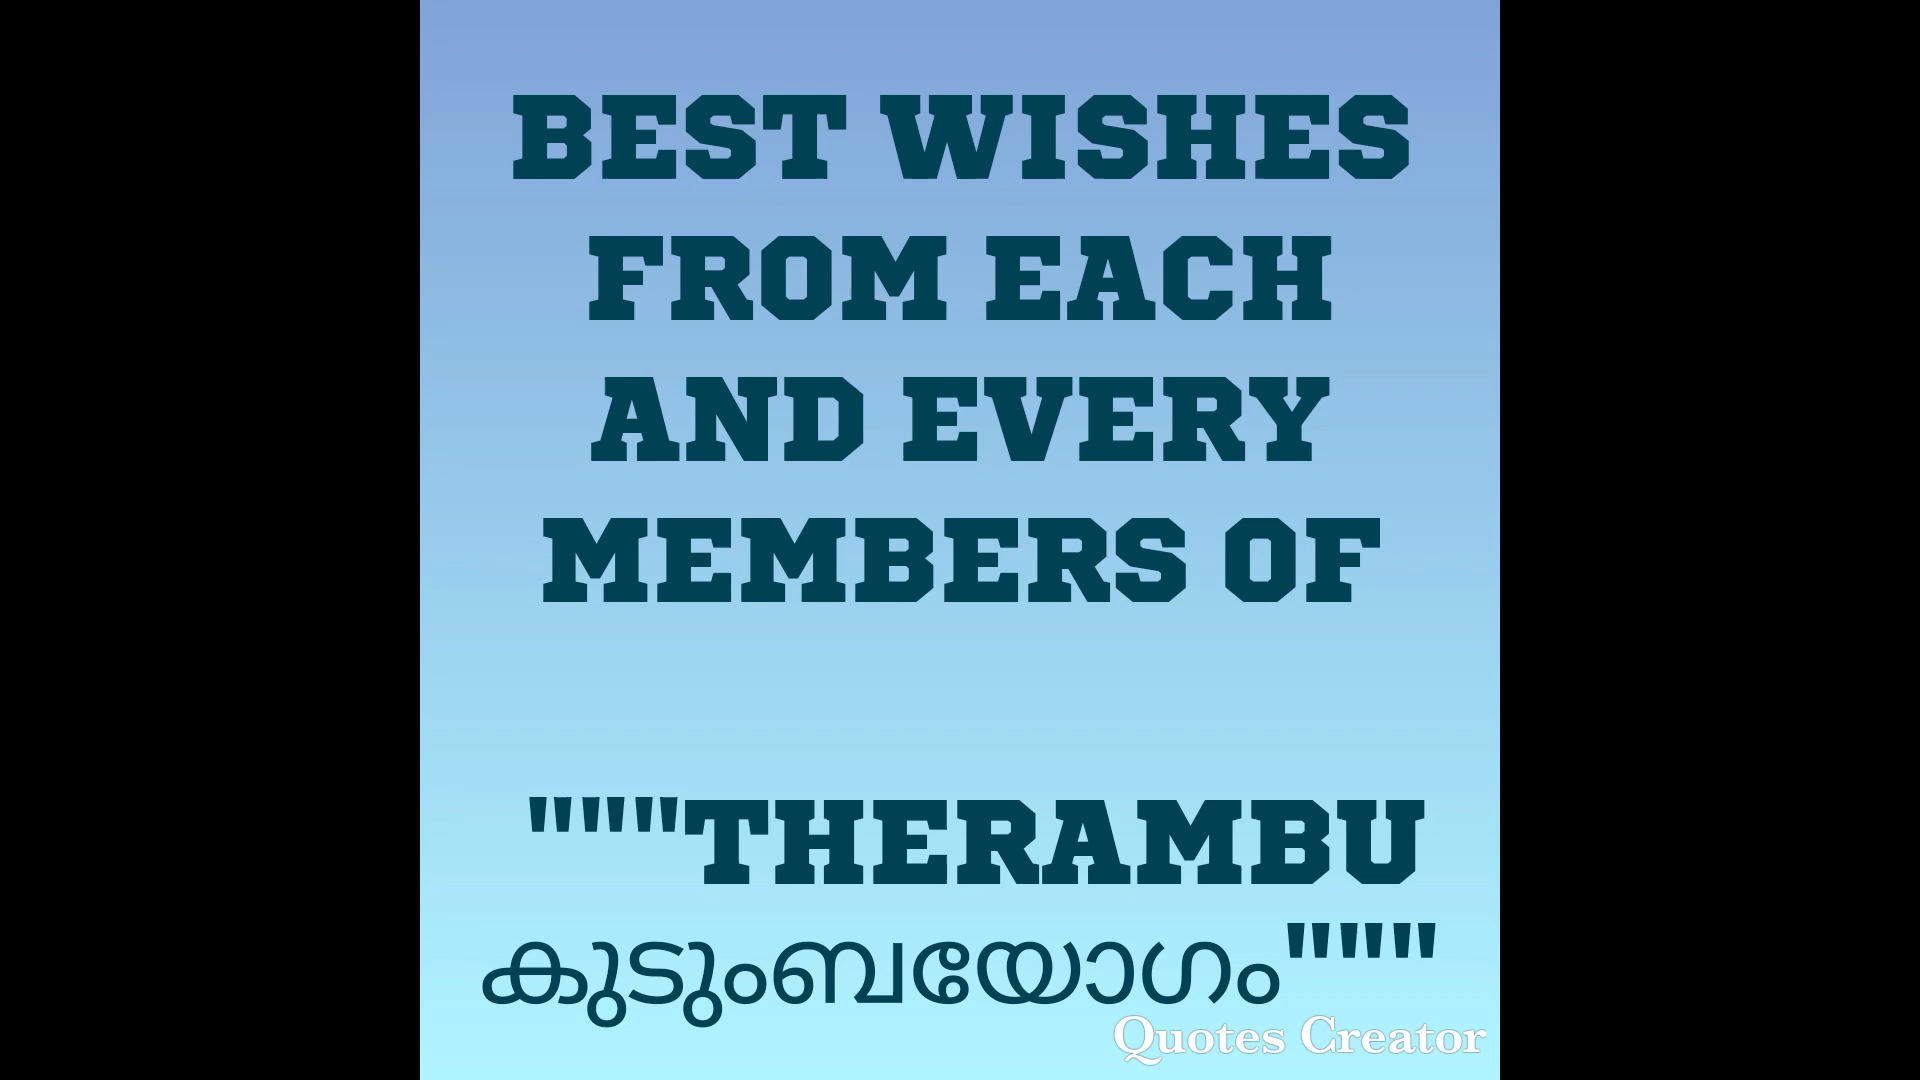 BEST WISHES
FROM EACH
AND EVERY
MEMBERS OF
"""THERAMBU
കുടുംബയോഗം"""
Quotes Creator